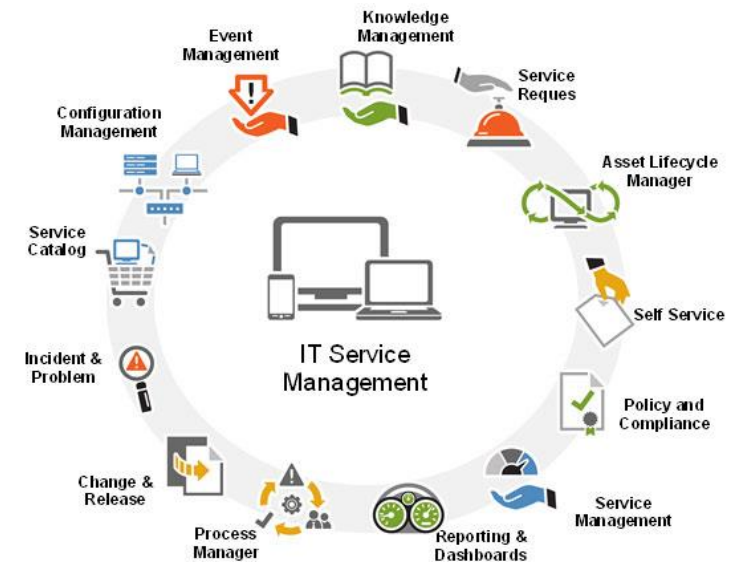 Knowledge
Management
Event
Management
Service
Reques
Configuration
Management
Asset Lifecycle
Manager
Service
Catalog
Self Service
IT Service
Management
Incident &
Problem
Policy and
Compliance
Change &
Release
Service
Management
Process
Manager
Reporting &
Dashboards